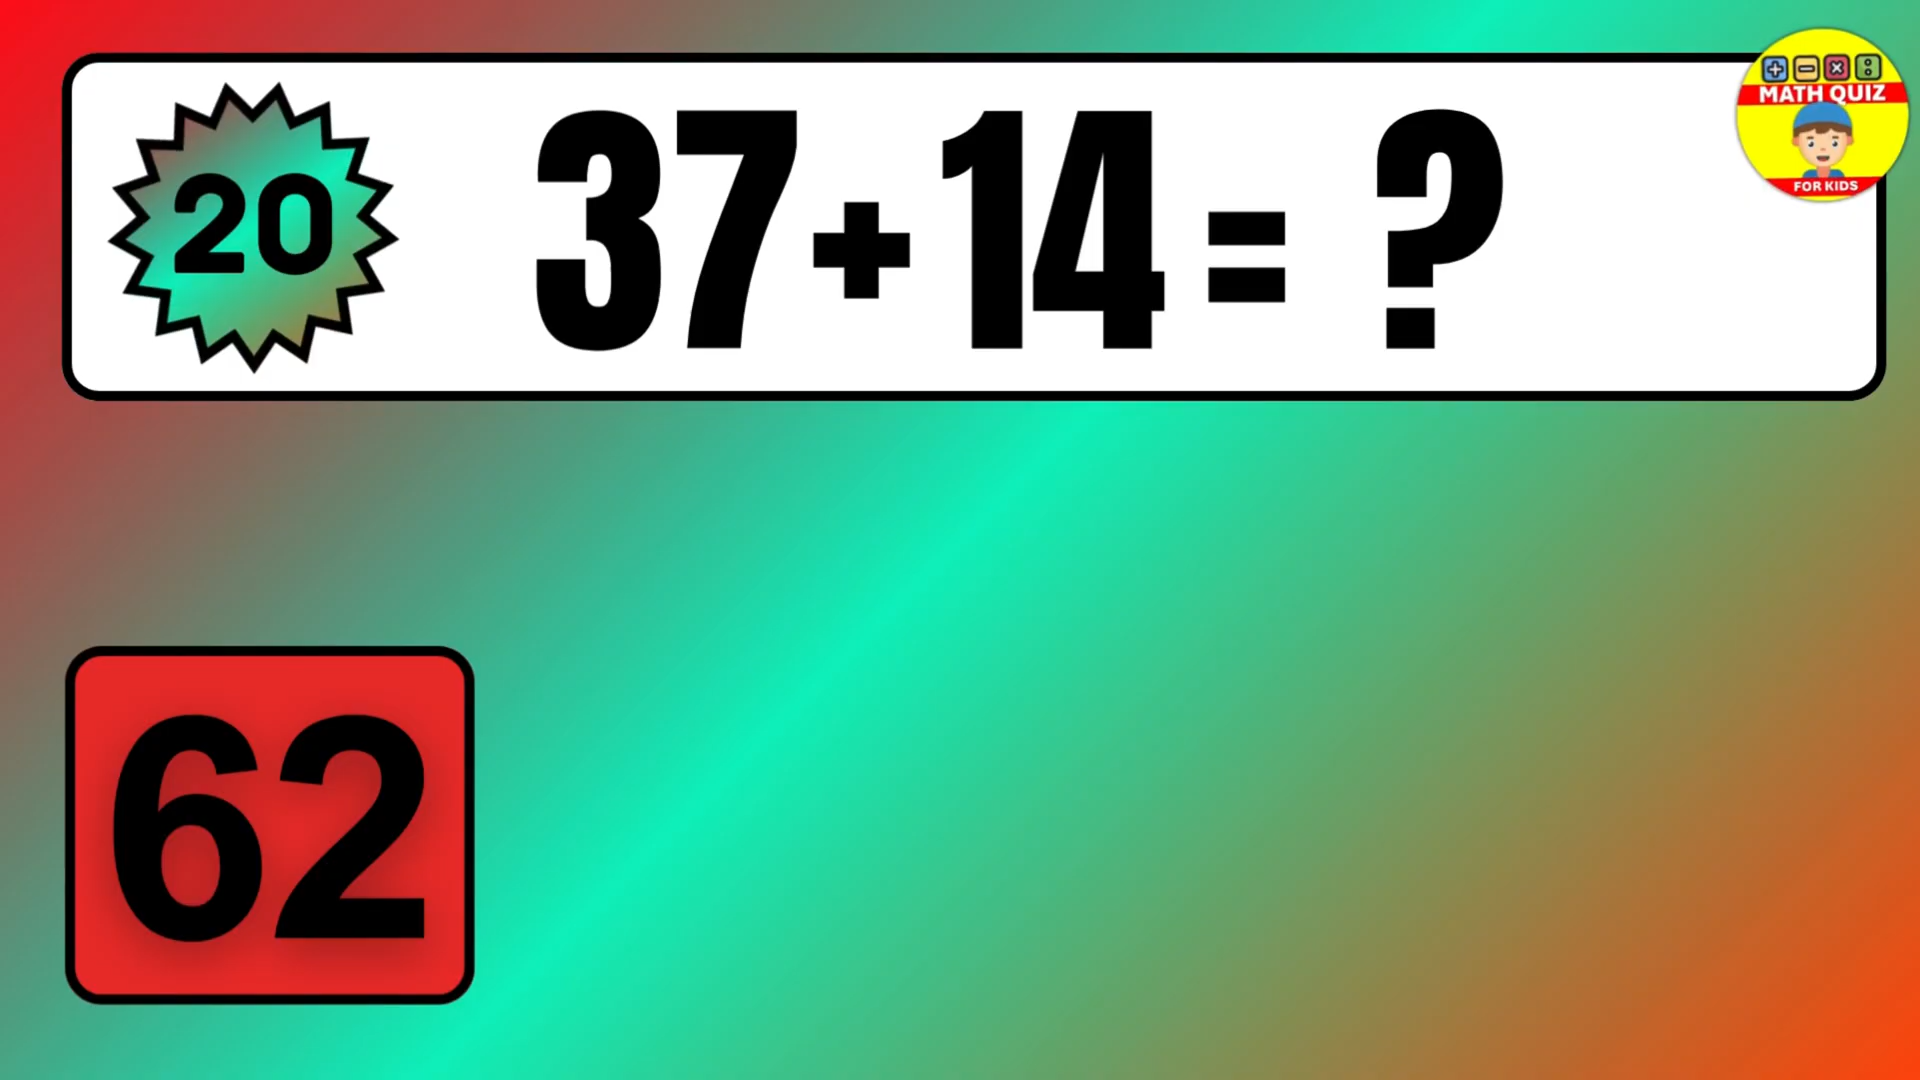 20
37+14= ?
+ − × ÷
MATH QUIZ
FOR KIDS
62